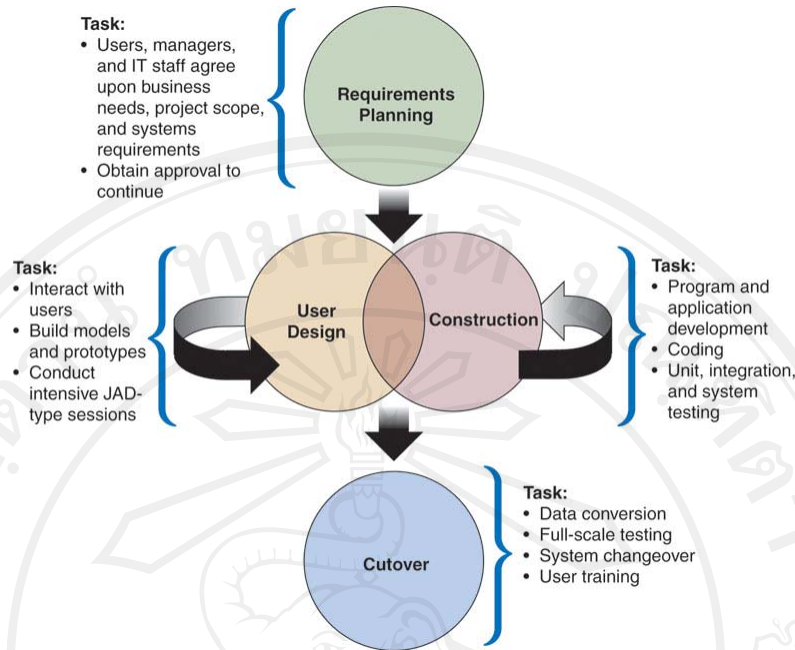 Task:
• Users, managers,
and IT staff agree
upon business
needs, project scope,
and systems
requirements
• Obtain approval to
continue
Requirements
Planning
Task:
• Interact with
users
• Build models
and prototypes
• Conduct
intensive JAD-
type sessions
User
Design
Construction
Task:
• Program and
application
development
• Coding
• Unit, integration,
and system
testing
Cutover
Task:
• Data conversion
• Full-scale testing
• System changeover
• User training